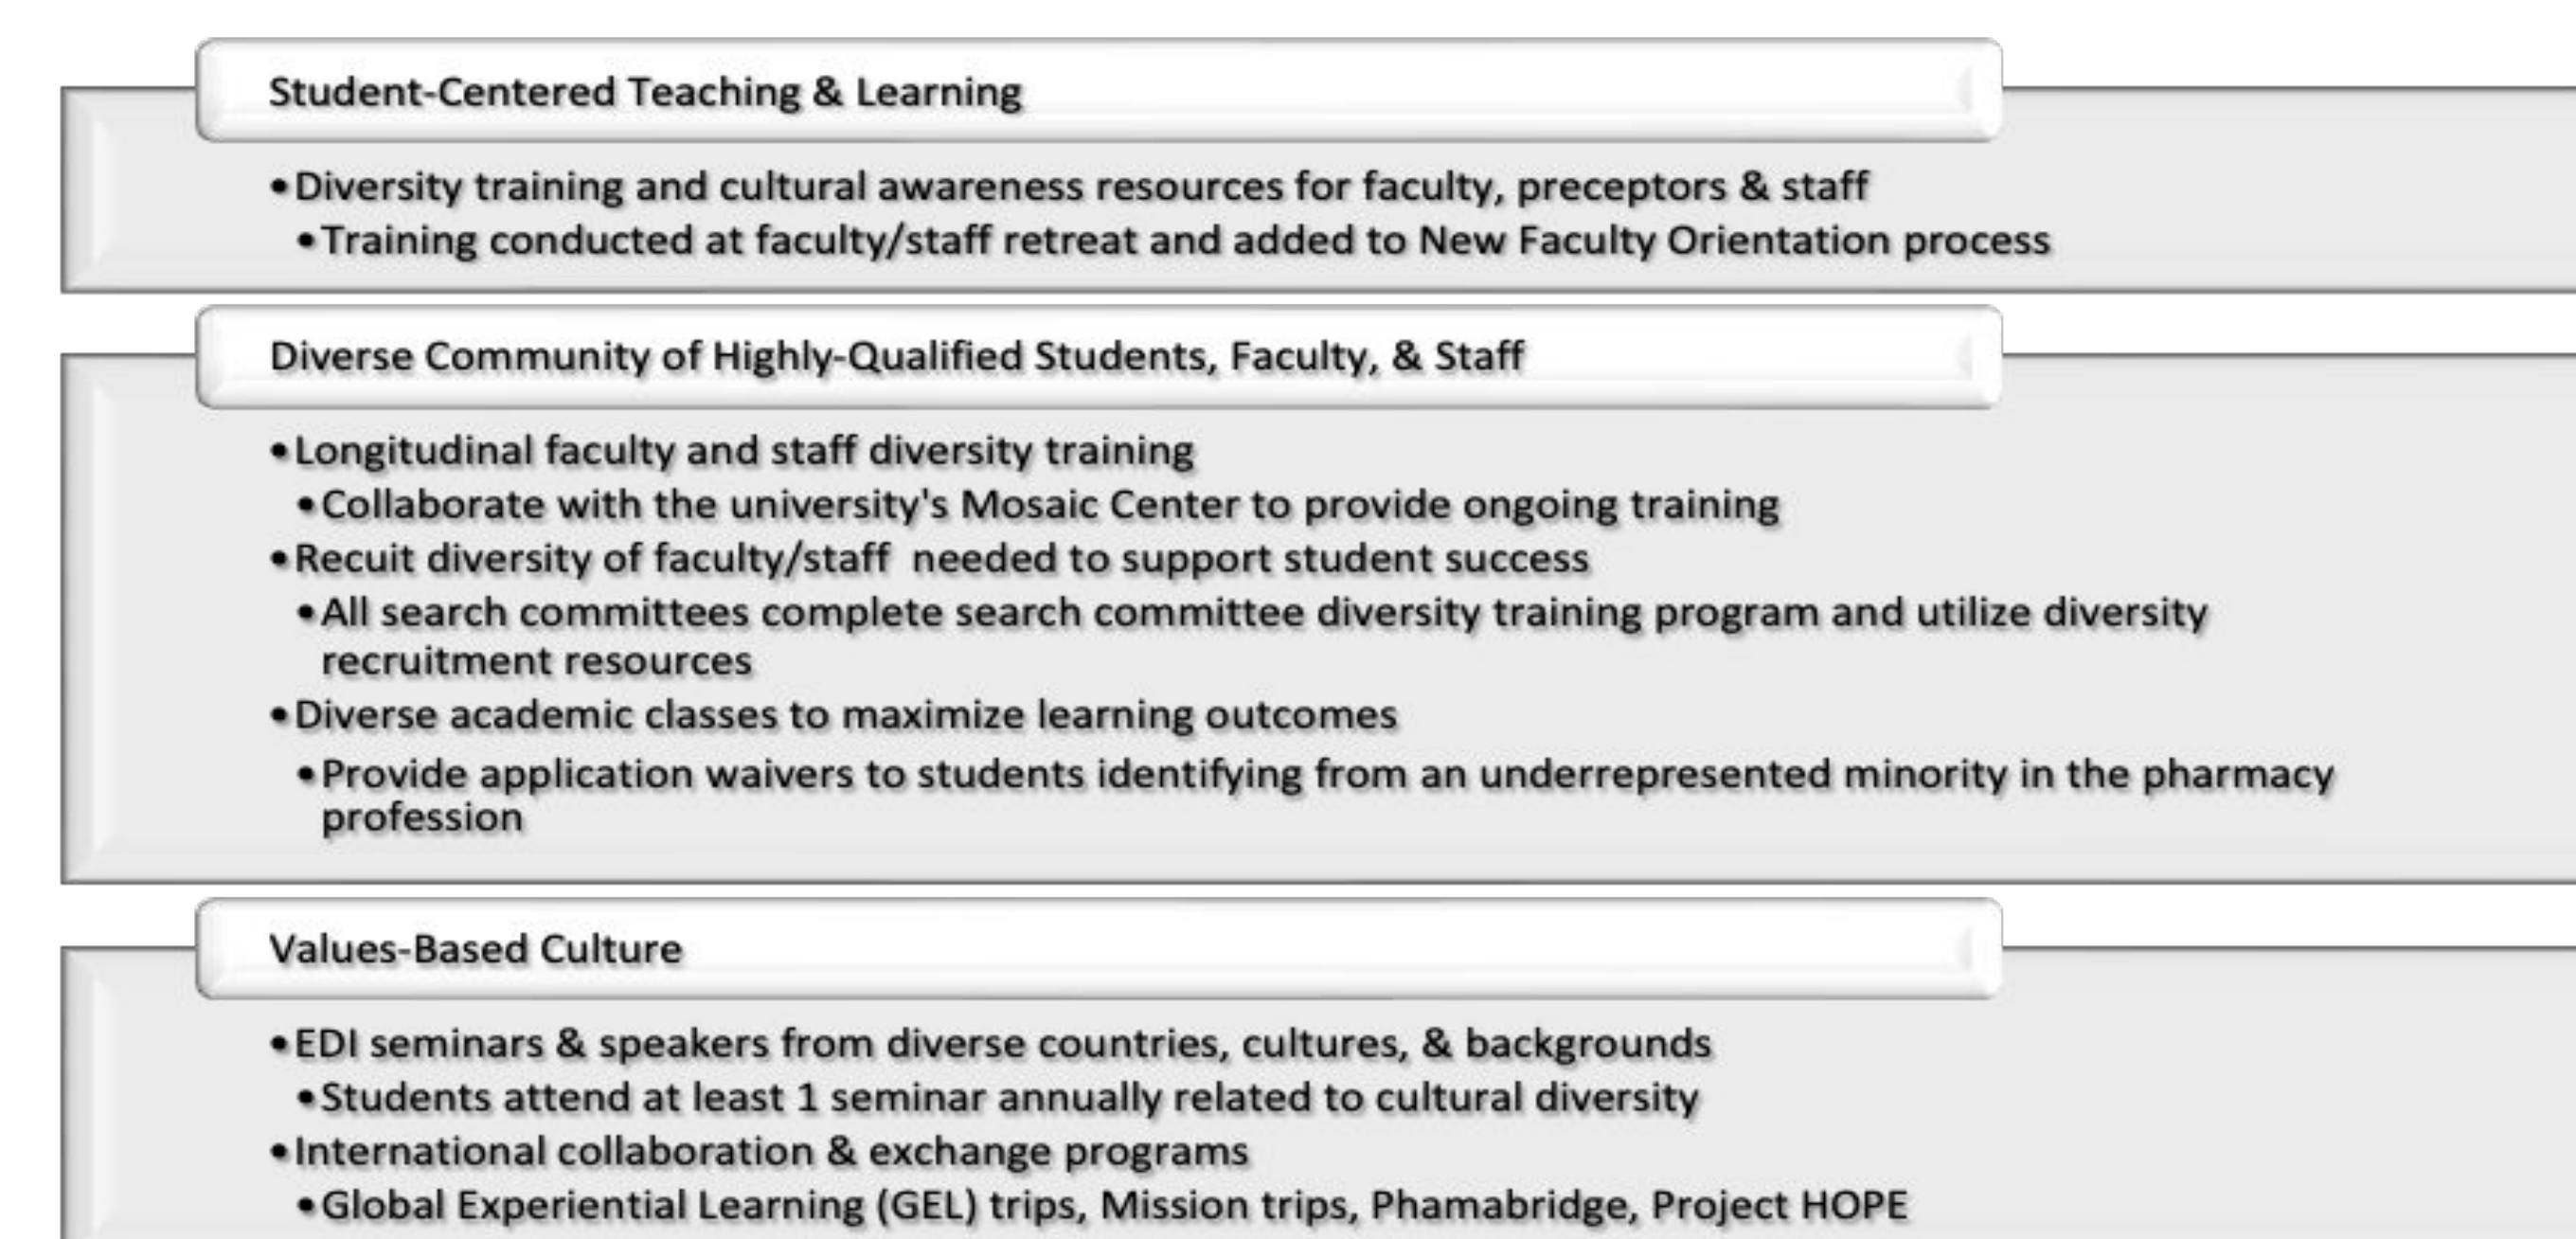 Student-Centered Teaching & Learning
•Diversity training and cultural awareness resources for faculty, preceptors & staff
•Training conducted at faculty/staff retreat and added to New Faculty Orientation process
Diverse Community of Highly-Qualified Students, Faculty, & Staff
•Longitudinal faculty and staff diversity training
•Collaborate with the university's Mosaic Center to provide ongoing training
•Recuit diversity of faculty/staff  needed to support student success
•All search committees complete search committee diversity training program and utilize diversity
recruitment resources
•Diverse academic classes to maximize learning outcomes
•Provide application waivers to students identifying from an underrepresented minority in the pharmacy
profession
Values-Based Culture
•EDI seminars & speakers from diverse countries, cultures, & backgrounds
•Students attend at least 1 seminar annually related to cultural diversity
•International collaboration & exchange programs
•Global Experiential Learning (GEL) trips, Mission trips, Phamabridge, Project HOPE